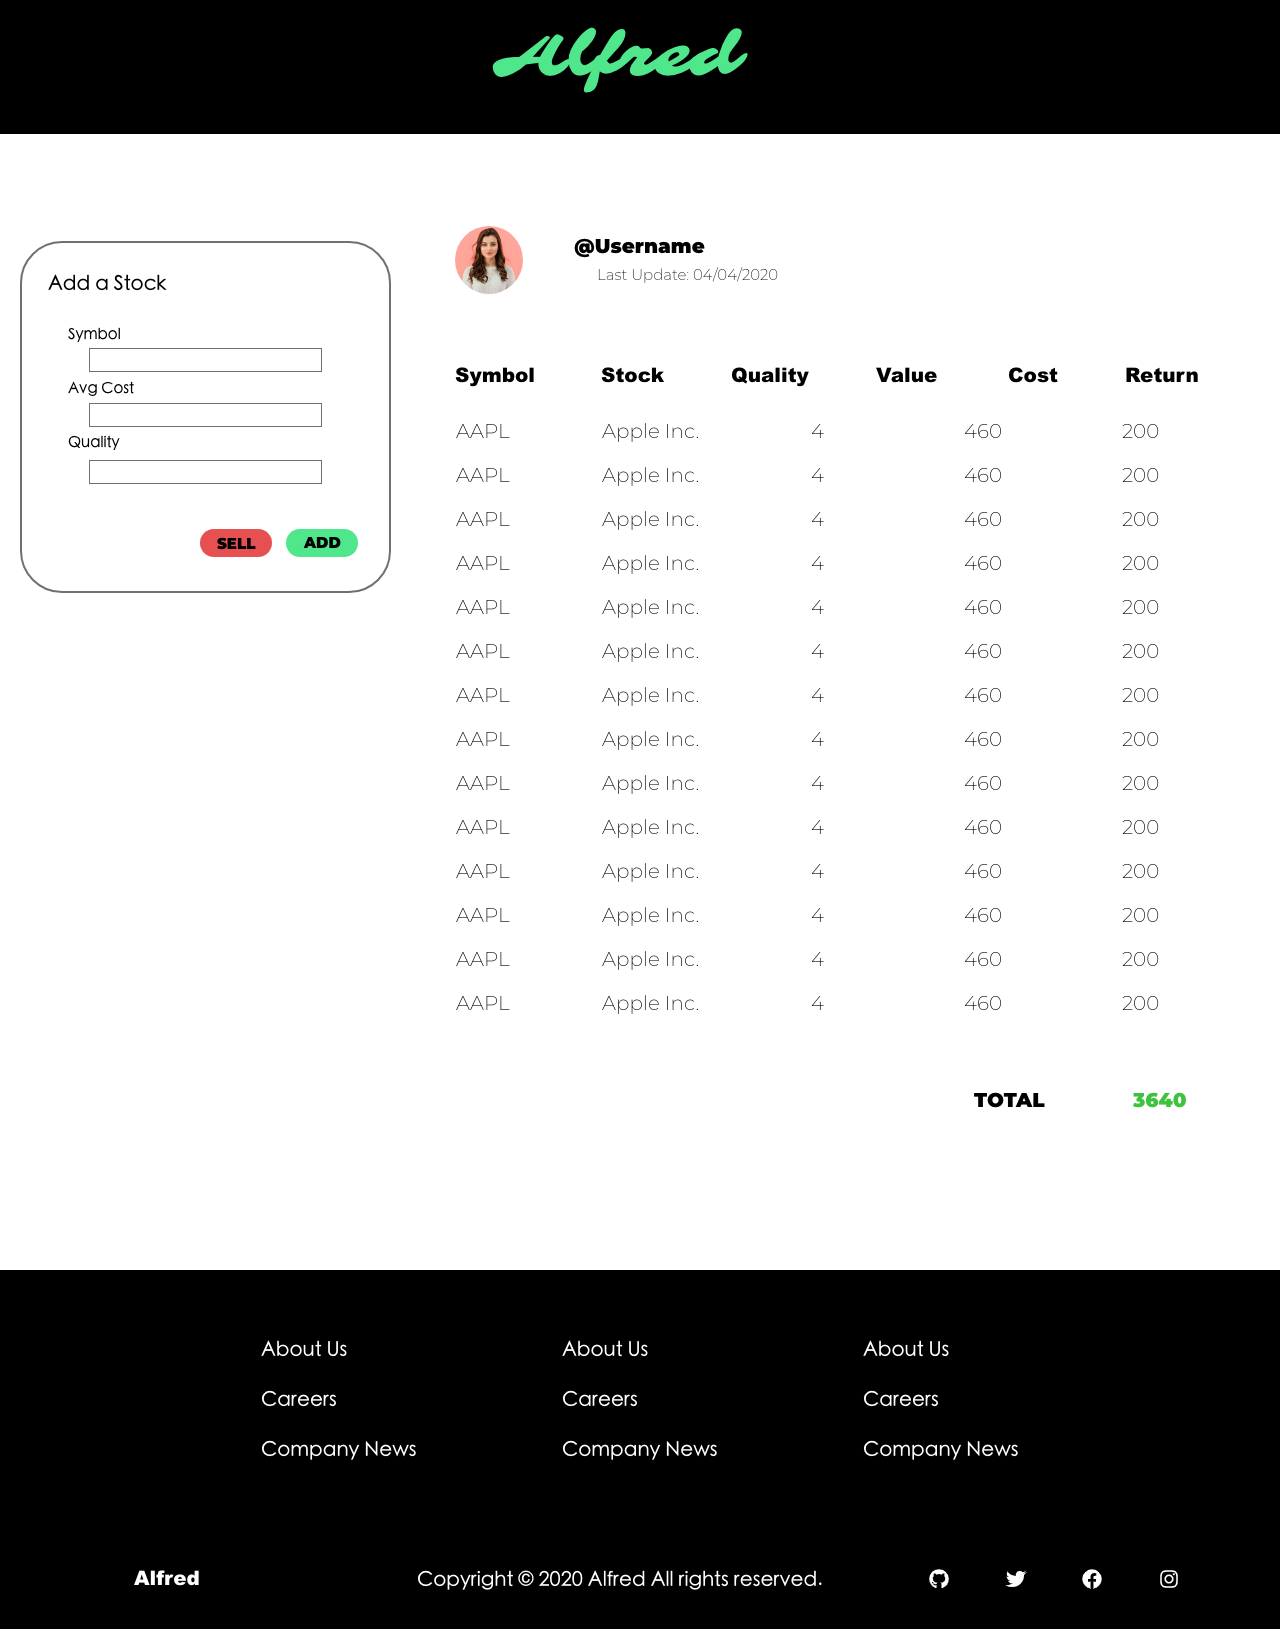 Alfred
@Username
Last Update: 04/04/2020
Add a Stock
Symbol
Avg Cost
Quality
SELL ADD
Symbol Stock Quality Value Cost Return
AAPL Apple Inc. 4 460 200
AAPL Apple Inc. 4 460 200
AAPL Apple Inc. 4 460 200
AAPL Apple Inc. 4 460 200
AAPL Apple Inc. 4 460 200
AAPL Apple Inc. 4 460 200
AAPL Apple Inc. 4 460 200
AAPL Apple Inc. 4 460 200
AAPL Apple Inc. 4 460 200
AAPL Apple Inc. 4 460 200
AAPL Apple Inc. 4 460 200
AAPL Apple Inc. 4 460 200
AAPL Apple Inc. 4 460 200
AAPL Apple Inc. 4 460 200
TOTAL 3640
About Us About Us About Us
Careers Careers Careers
Company News Company News Company News
Alfred Copyright © 2020 Alfred All rights reserved.